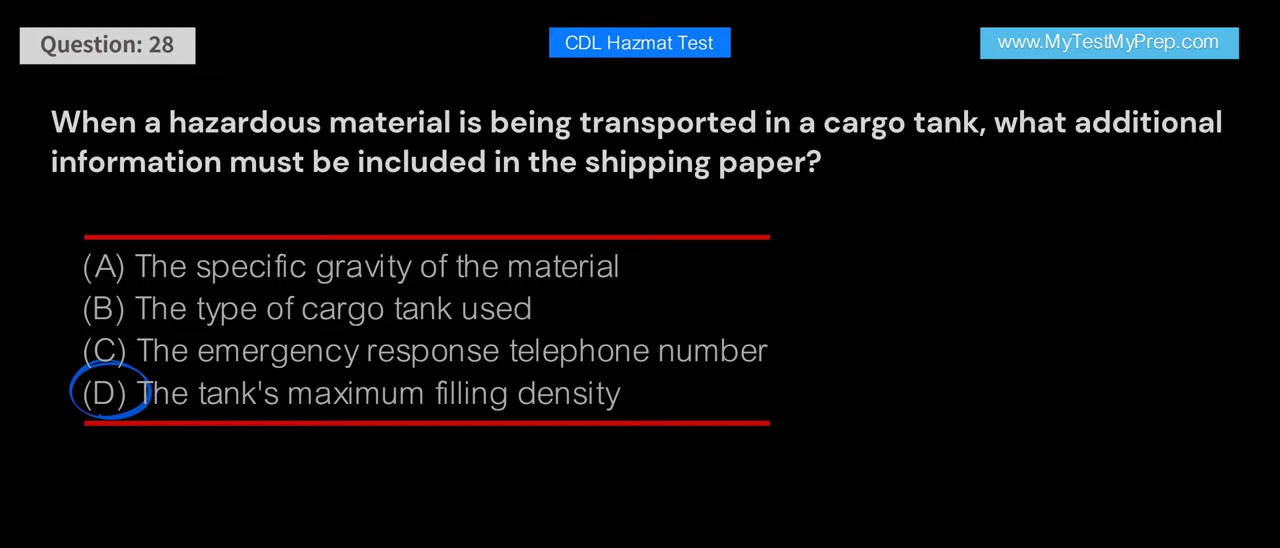 Question: 28
CDL Hazmat Test
www.MyTestMyPrep.com
When a hazardous material is being transported in a cargo tank, what additional
information must be included in the shipping paper?
(A) The specific gravity of the material
(B) The type of cargo tank used
(C) The emergency response telephone number
(D) The tank's maximum filling density